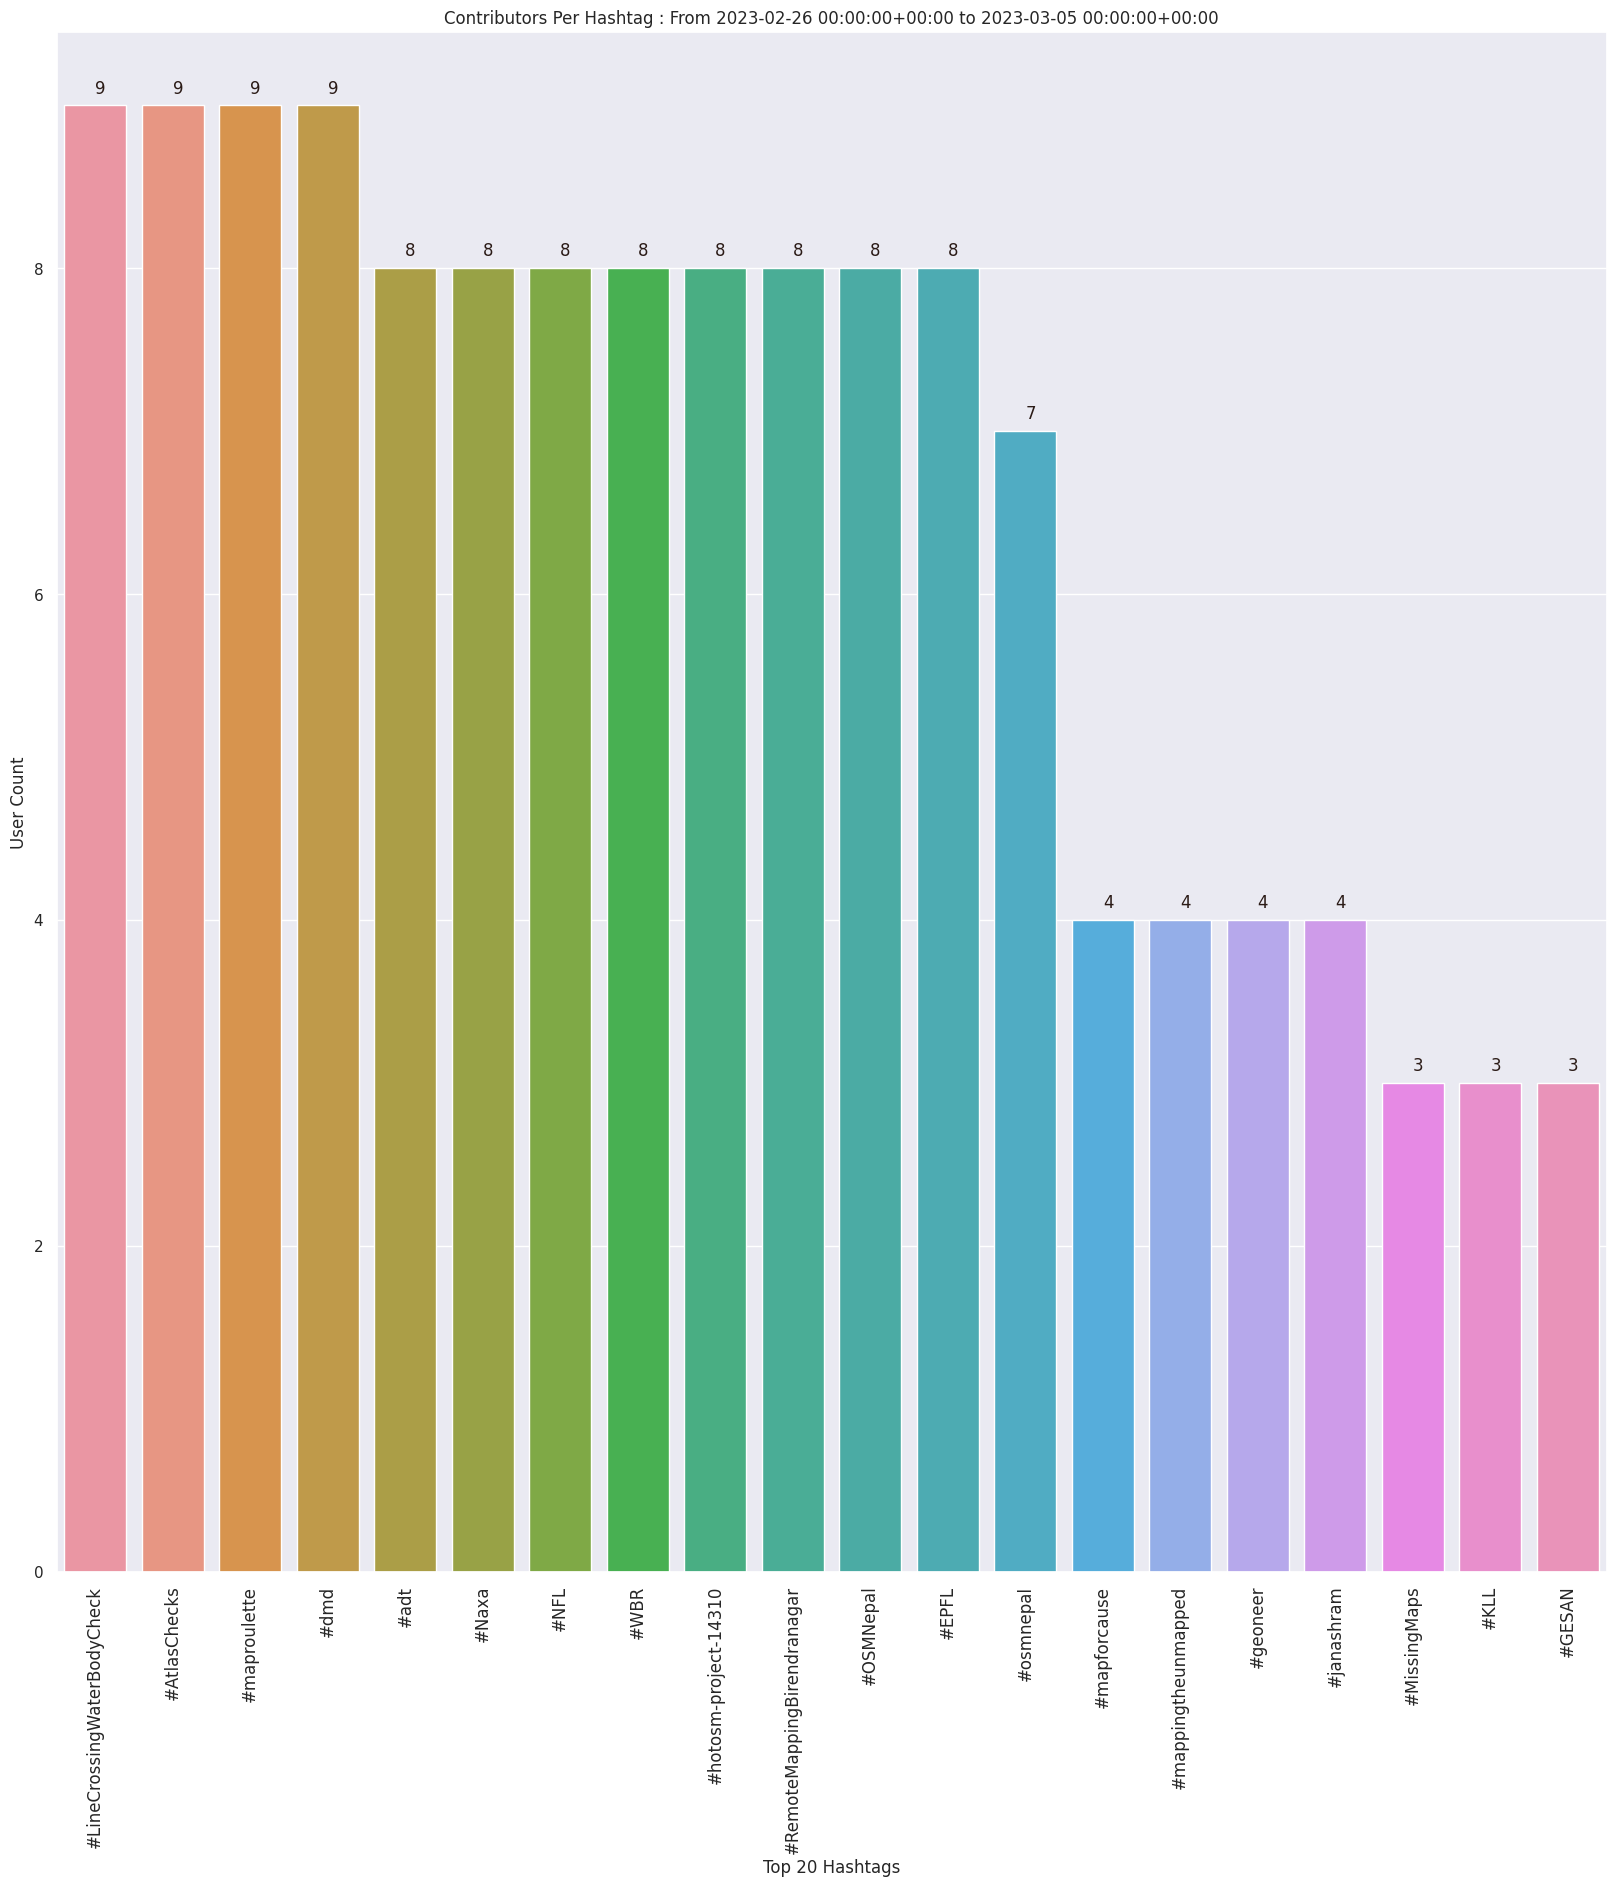 Contributors Per Hashtag : From 2023-02-26 00:00:00+00:00 to 2023-03-05 00:00:00+00:00
9
9
9
9
8
8
8
8
8
8
8
8
7
4
4
4
4
3
3
3
User Count
8
6
4
2
0
#LineCrossingWaterBodyCheck
#AtlasChecks
#maproulette
#dmd
#adt
#Naxa
#NFL
#WBR
#hotosm-project-14310
#RemoteMappingBirendranagar
#OSMNepal
#EPFL
#osmnepal
#mapforcause
#mappingtheunmapped
#geoneer
#janashram
#MissingMaps
#KLL
#GESAN
Top 20 Hashtags